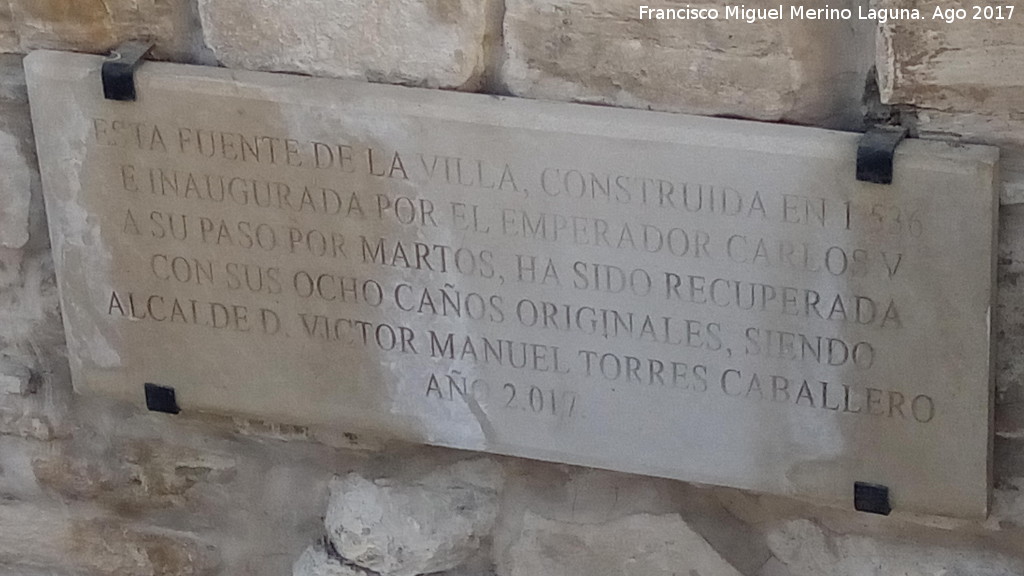 Francisco Miguel Merino Laguna. Ago 2017
ESTA FUENTE DE LA VILLA, CONSTRUIDA EN 1.536
E INAUGURADA POR EL EMPERADOR CARLOS V
A SU PASO POR MARTOS, HA SIDO RECUPERADA
CON SUS OCHO CAÑOS ORIGINALES, SIENDO
ALCALDE D. VICTOR MANUEL TORRES CABALLERO
AÑO 2.017.